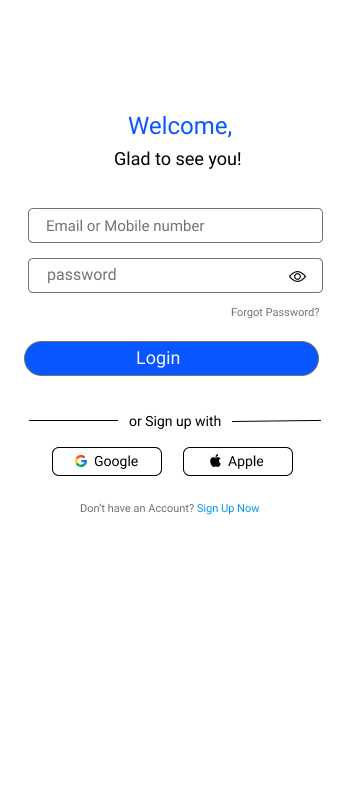 Welcome,
Glad to see you!
Email or Mobile number
password
Forgot Password?
Login
or Sign up with
Google
Apple
Don't have an Account? Sign Up Now